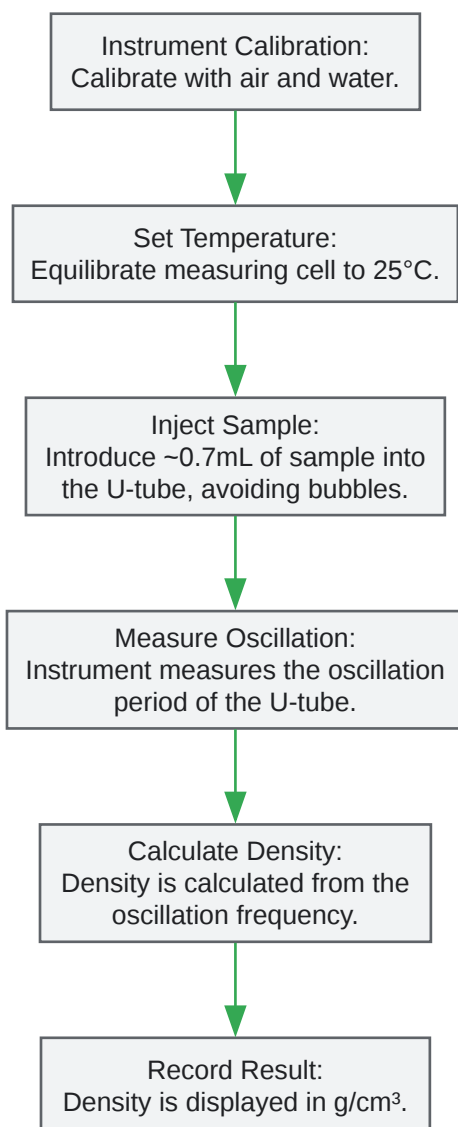 Instrument Calibration:
Calibrate with air and water.
Set Temperature:
Equilibrate measuring cell to 25°C.
Inject Sample:
Introduce ~0.7mL of sample into
the U-tube, avoiding bubbles.
Measure Oscillation:
Instrument measures the oscillation
period of the U-tube.
Calculate Density:
Density is calculated from the
oscillation frequency.
Record Result:
Density is displayed in g/cm³.